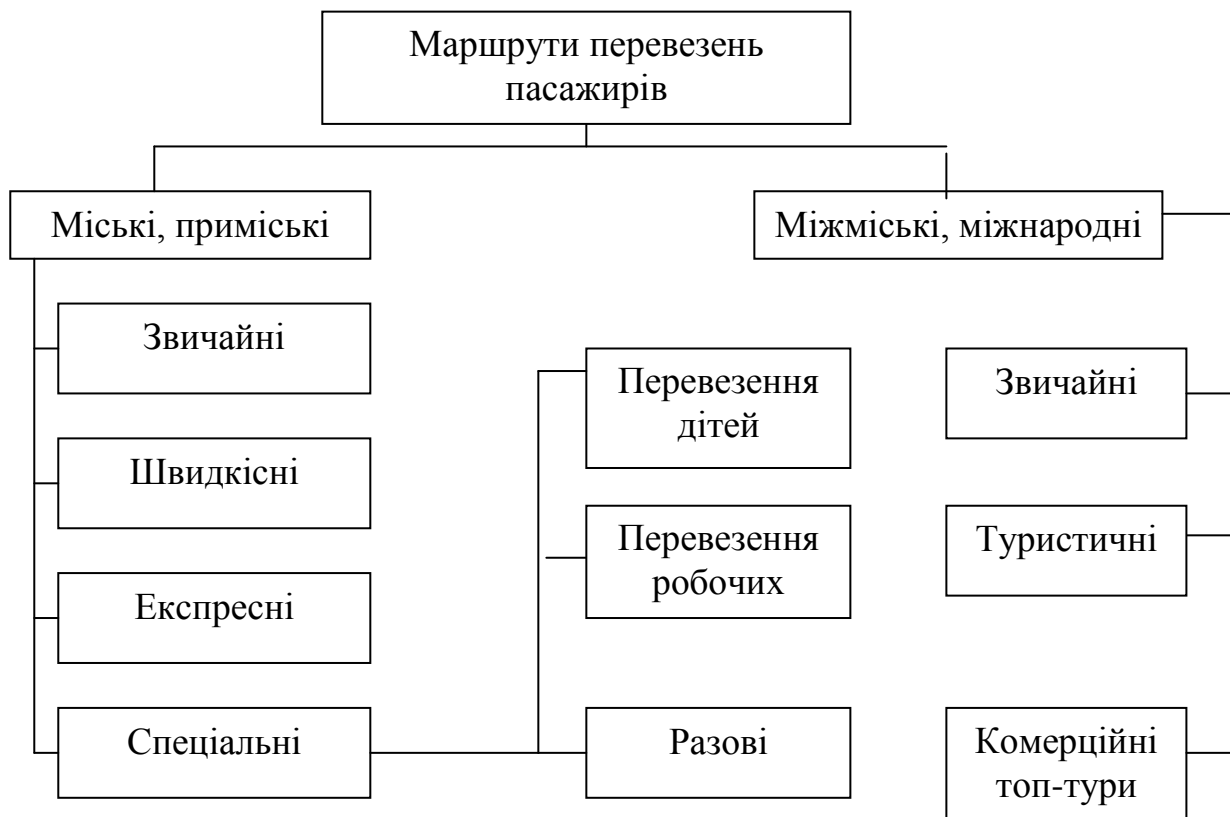 Маршрути перевезень
пасажирів
Міські, приміські
Міжміські, міжнародні
Звичайні
Швидкісні
Експресні
Спеціальні
Перевезення
дітей
Перевезення
робочих
Разові
Звичайні
Туристичні
Комерційні
топ-тури